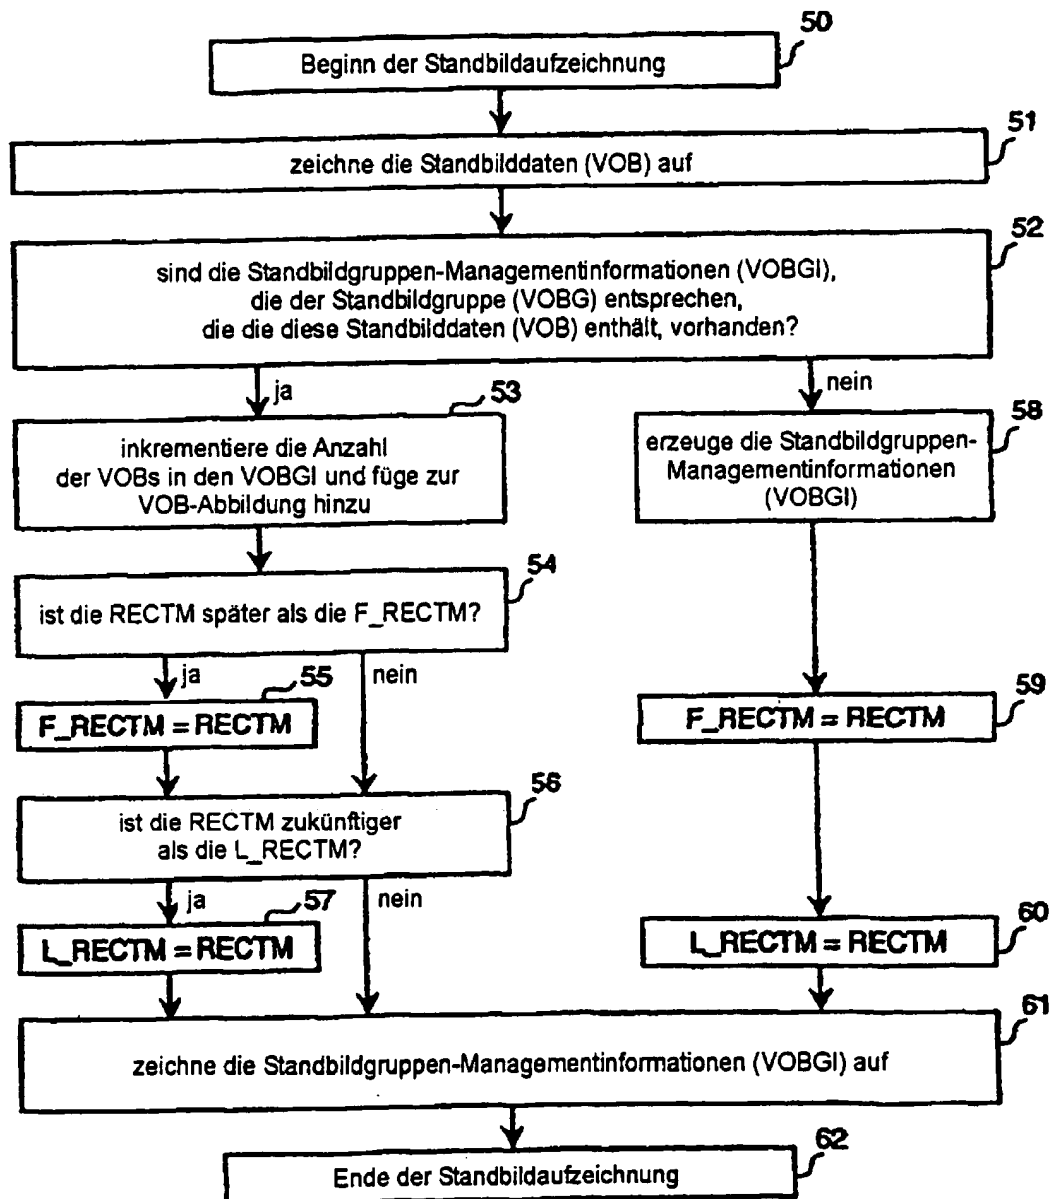 50
Beginn der Standbildaufzeichnung
51
zeichne die Standbilddaten (VOB) auf
52
sind die Standbildgruppen-Managementinformationen (VOBGI),
die der Standbildgruppe (VOBG) entsprechen,
die die diese Standbilddaten (VOB) enthält, vorhanden?
ja
nein
53
inkrementiere die Anzahl
der VOBs in den VOBGI und füge zur
VOB-Abbildung hinzu
58
erzeuge die Standbildgruppen-
Managementinformationen
(VOBGI)
54
ist die RECTM später als die F_RECTM?
ja
nein
55
F_RECTM = RECTM
59
F_RECTM = RECTM
56
ist die RECTM zukünftiger
als die L_RECTM?
ja
nein
57
L_RECTM = RECTM
60
L_RECTM = RECTM
61
zeichne die Standbildgruppen-Managementinformationen (VOBGI) auf
62
Ende der Standbildaufzeichnung